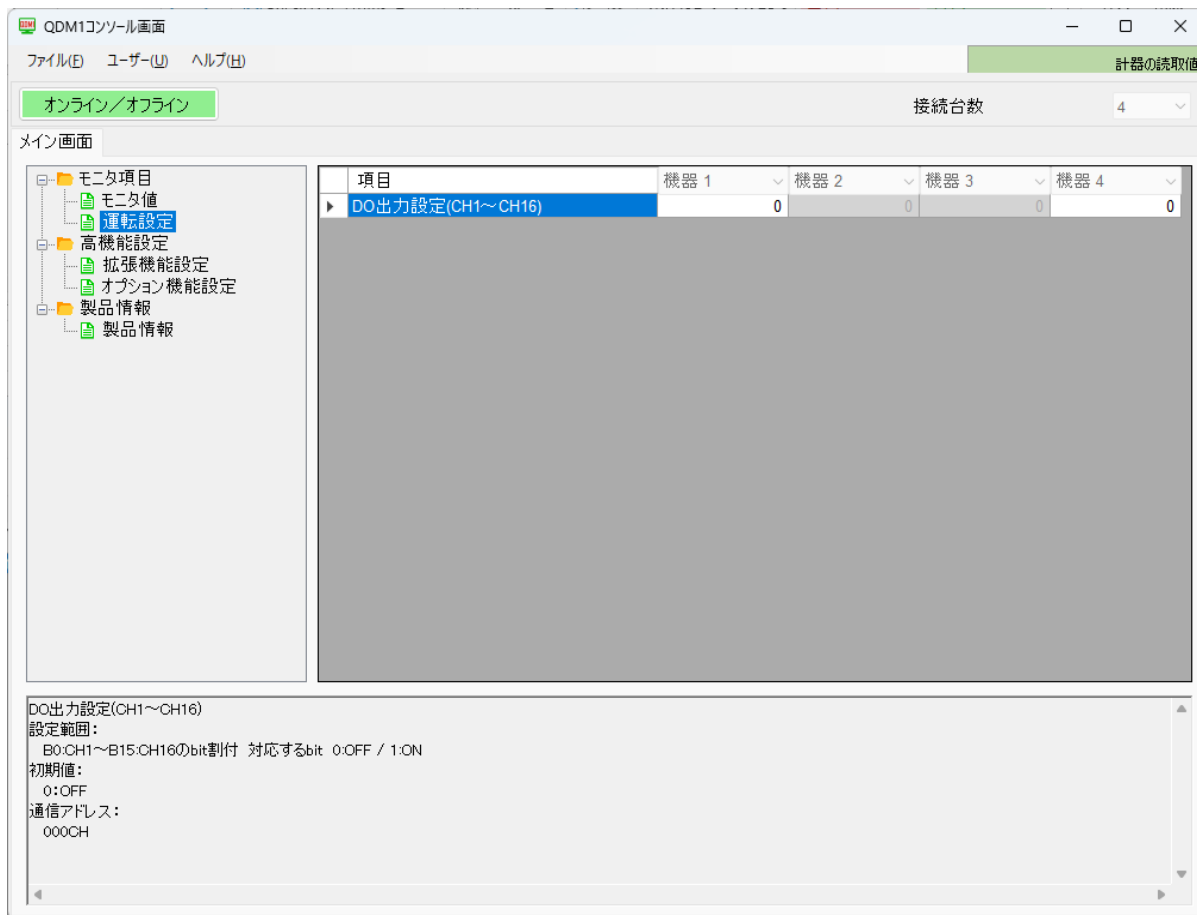 QDM1コンソール画面
ファイル(F) ユーザー(U) ヘルプ(H)
計器の読取値
オンライン／オフライン
接続台数 4
メイン画面
モニタ項目
モニタ値
運転設定
高機能設定
拡張機能設定
オプション機能設定
製品情報
製品情報
項目 機器 1 機器 2 機器 3 機器 4
DO出力設定(CH1～CH16) 0 0 0 0
DO出力設定(CH1～CH16)
設定範囲：
B0:CH1～B15:CH16のbit割付 対応するbit 0:OFF / 1:ON
初期値：
0：OFF
通信アドレス：
000CH